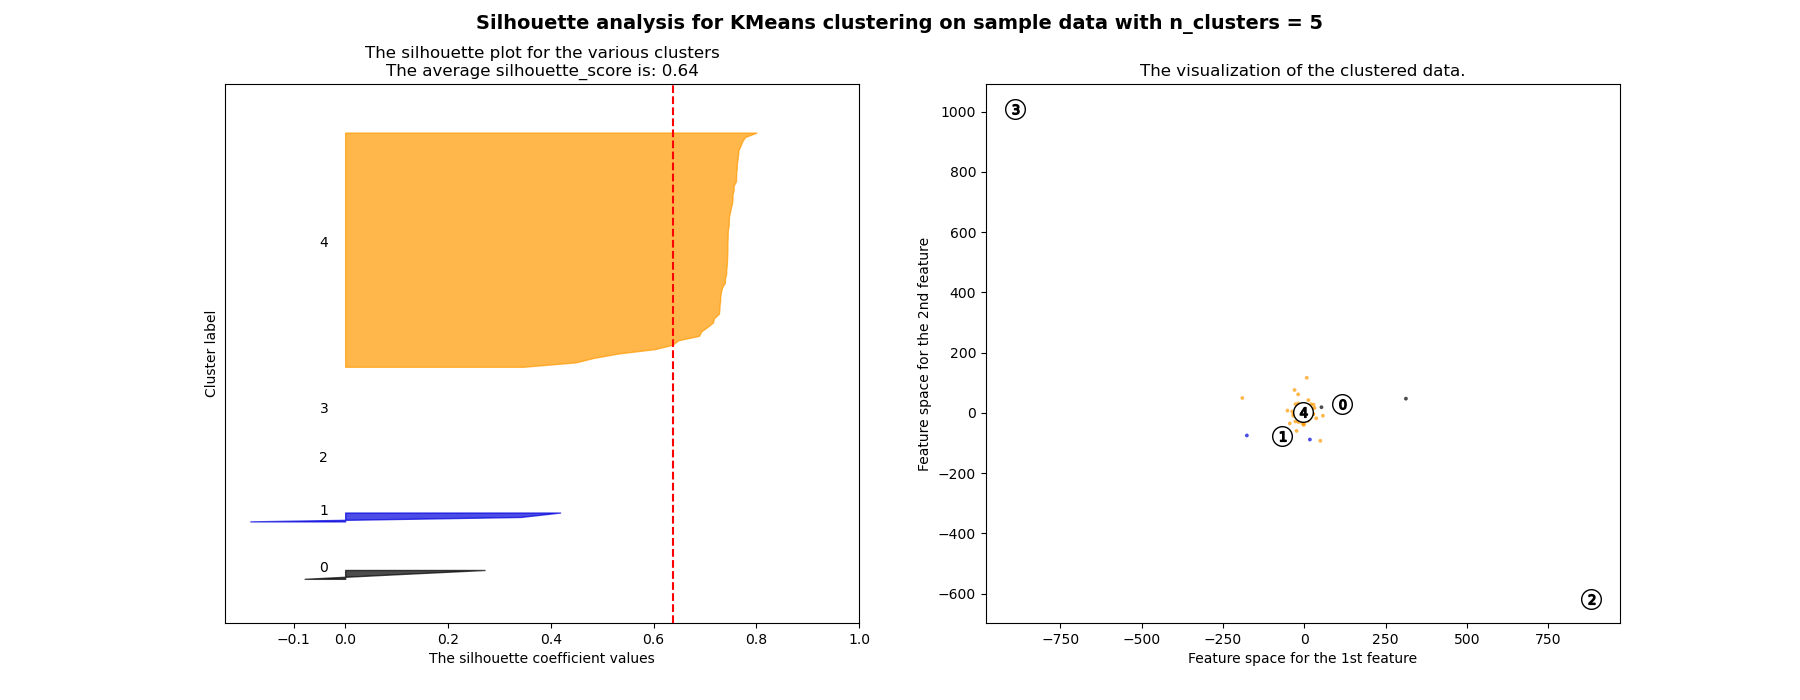 Silhouette analysis for KMeans clustering on sample data with n_clusters = 5
The silhouette plot for the various clusters
The average silhouette_score is: 0.64
Cluster label
4
3
2
1
0
−0.1 0.0 0.2 0.4 0.6 0.8 1.0
The silhouette coefficient values
The visualization of the clustered data.
Feature space for the 2nd feature
1000
800
600
400
200
0
−200
−400
−600
3
4
0
1
2
−750 −500 −250 0 250 500 750
Feature space for the 1st feature